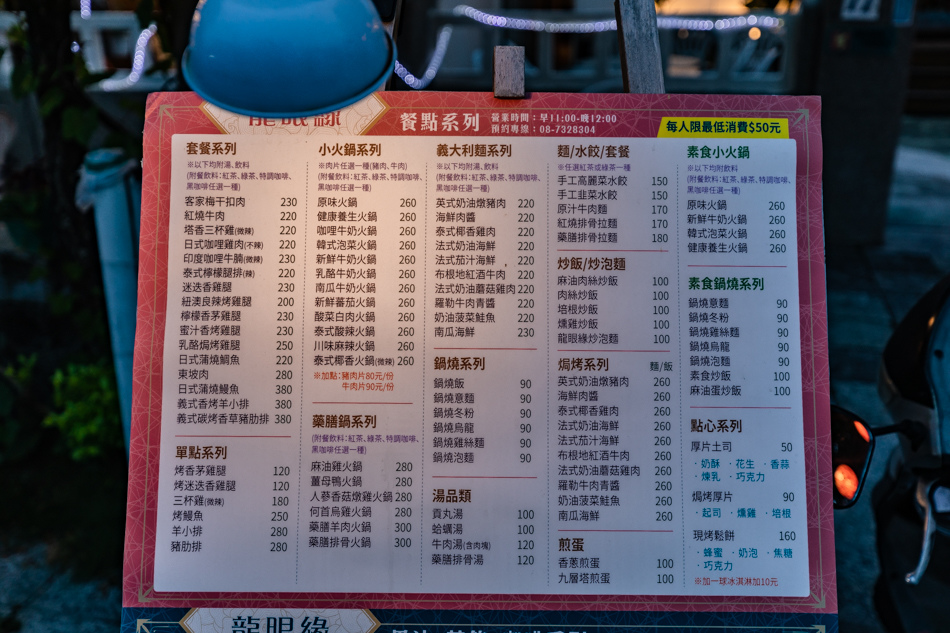 龍眼緣
餐點系列
營業時間：早11:00-晚12:00
預約專線：08-7328304
每人限最低消費$50元
套餐系列
※以下均附湯、飲料
(附餐飲料：紅茶、綠茶、特調咖啡、
黑咖啡任選一種)
客家梅干扣肉 230
紅燒牛肉 220
塔香三杯雞(微辣) 220
日式咖哩雞肉(不辣) 220
印度咖哩牛腩(微辣) 230
泰式檸檬腿排(辣) 220
迷迭香雞腿 230
紐澳良辣烤雞腿 200
檸檬香茅雞腿 230
蜜汁香烤雞腿 230
乳酪焗烤雞腿 250
日式蒲燒鯛魚 220
東坡肉 280
日式蒲燒鰻魚 380
義式香烤羊小排 380
義式碳烤香草豬肋排 380
單點系列
烤香茅雞腿 120
烤迷迭香雞腿 120
三杯雞(微辣) 180
烤鰻魚 250
羊小排 280
豬肋排 280
小火鍋系列
※肉片任選一種(豬肉、牛肉)
(附餐飲料：紅茶、綠茶、特調咖啡、
黑咖啡任選一種)
原味火鍋 260
健康養生火鍋 260
咖哩牛奶火鍋 260
韓式泡菜火鍋 260
新鮮牛奶火鍋 260
乳酪牛奶火鍋 260
南瓜牛奶火鍋 260
新鮮蕃茄火鍋 260
酸菜白肉火鍋 260
泰式酸辣火鍋 260
川味麻辣火鍋 260
泰式椰香火鍋(微辣) 260
※加點：豬肉片80元/份
牛肉片90元/份
藥膳鍋系列
(附餐飲料：紅茶、綠茶、特調咖啡、
黑咖啡任選一種)
麻油雞火鍋 280
薑母鴨火鍋 280
人蔘香菇燉雞火鍋 280
何首烏雞火鍋 280
藥膳羊肉火鍋 300
藥膳排骨火鍋 300
義大利麵系列
※以下均附湯、飲料
(附餐飲料：紅茶、綠茶、特調咖啡、
黑咖啡任選一種)
英式奶油燉豬肉 220
海鮮肉醬 220
泰式椰香雞肉 220
法式奶油海鮮 220
法式茄汁海鮮 220
布根地紅酒牛肉 220
法式奶油蘑菇雞肉 220
羅勒牛肉青醬 220
奶油菠菜鮭魚 220
南瓜海鮮 230
鍋燒系列
鍋燒飯 90
鍋燒意麵 90
鍋燒冬粉 90
鍋燒烏龍 90
鍋燒雞絲麵 90
鍋燒泡麵 90
湯品類
貢丸湯 100
蛤蠣湯 100
牛肉湯(含肉塊) 120
藥膳排骨湯 120
麵/水餃/套餐
※任選紅茶或綠茶一種
手工高麗菜水餃 150
手工韭菜水餃 150
原汁牛肉麵 170
紅燒排骨拉麵 170
藥膳排骨拉麵 180
炒飯/炒泡麵
麻油肉絲炒飯 100
肉絲炒飯 100
培根炒飯 100
燻雞炒飯 100
龍眼緣炒泡麵 100
焗烤系列 麵/飯
英式奶油燉豬肉 260
海鮮肉醬 260
泰式椰香雞肉 260
法式奶油海鮮 260
法式茄汁海鮮 260
布根地紅酒牛肉 260
法式奶油蘑菇雞肉 260
羅勒牛肉青醬 260
奶油菠菜鮭魚 260
南瓜海鮮 260
煎蛋
香蔥煎蛋 100
九層塔煎蛋 100
素食小火鍋
※以下均附飲料
(附餐飲料：紅茶、綠茶、特調咖啡、
黑咖啡任選一種)
原味火鍋 260
新鮮牛奶火鍋 260
韓式泡菜火鍋 260
健康養生火鍋 260
素食鍋燒系列
鍋燒意麵 90
鍋燒冬粉 90
鍋燒雞絲麵 90
鍋燒烏龍 90
鍋燒泡麵 90
素食炒飯 100
麻油蛋炒飯 100
點心系列
厚片土司 50
・奶酥 ・花生 ・香蒜
・煉乳 ・巧克力
焗烤厚片 90
・起司 ・燻雞 ・培根
現烤鬆餅 160
・蜂蜜 ・奶泡 ・焦糖
・巧克力
※加一球冰淇淋加10元
龍眼緣